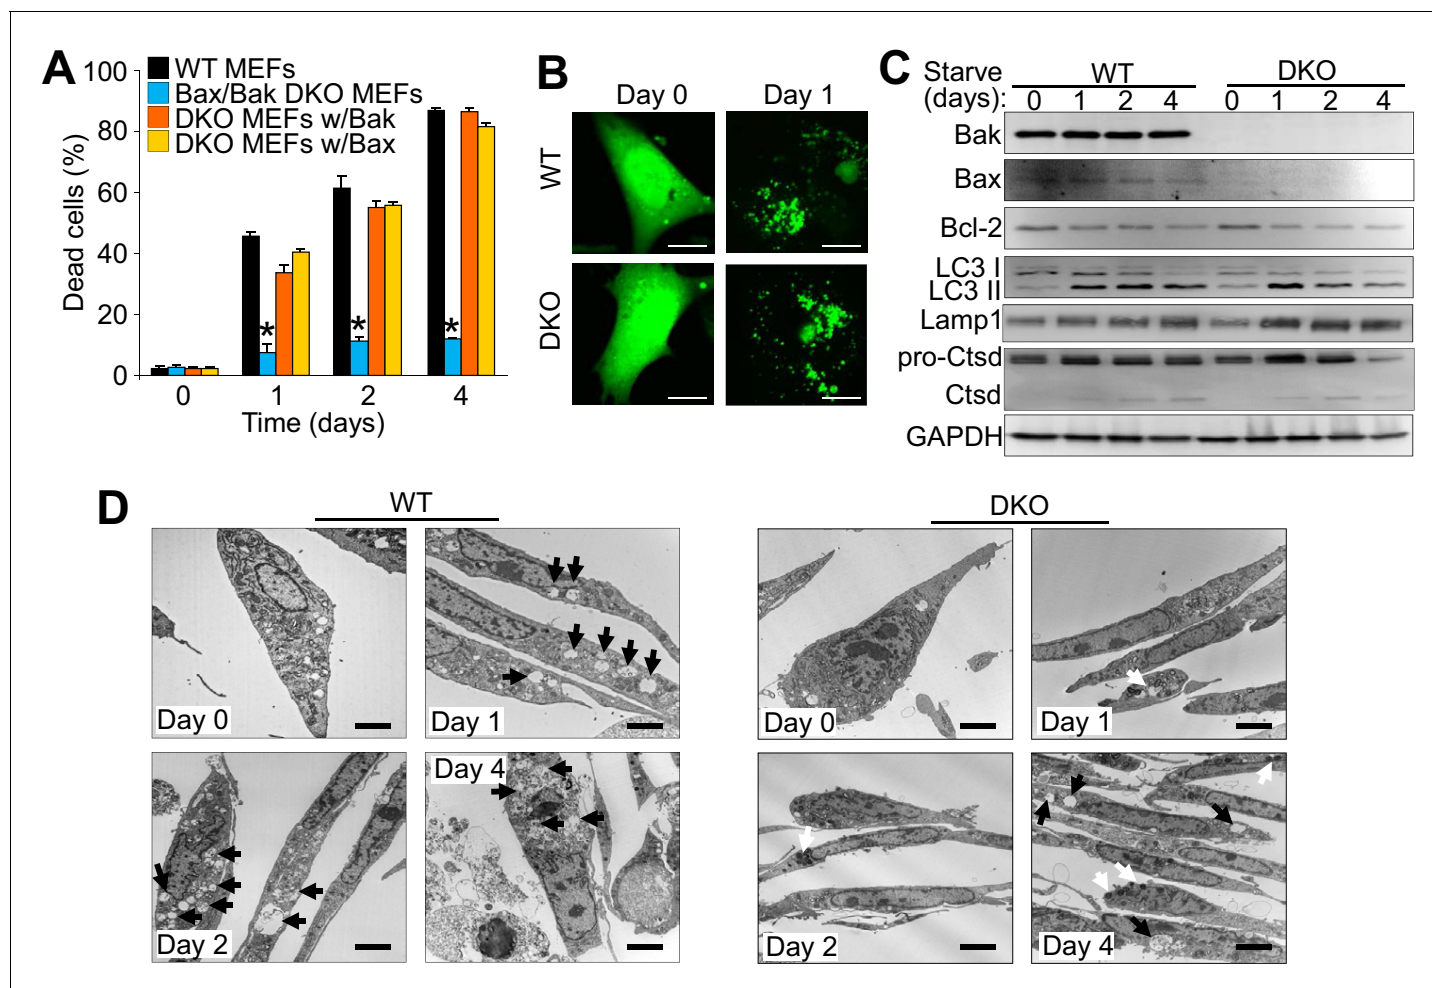 A
100
80
60
40
20
0
Dead cells (%)
WT MEFs
Bax/Bak DKO MEFs
DKO MEFs w/Bak
DKO MEFs w/Bax
* * *
0 1 2 4
Time (days)
B
Day 0 Day 1
WT
DKO
C
Starve WT DKO
(days): 0 1 2 4 0 1 2 4
Bak
Bax
Bcl-2
LC3 I
LC3 II
Lamp1
pro-Ctsd
Ctsd
GAPDH
D
WT DKO
Day 0 Day 1 Day 0 Day 1
Day 2 Day 4 Day 2 Day 4